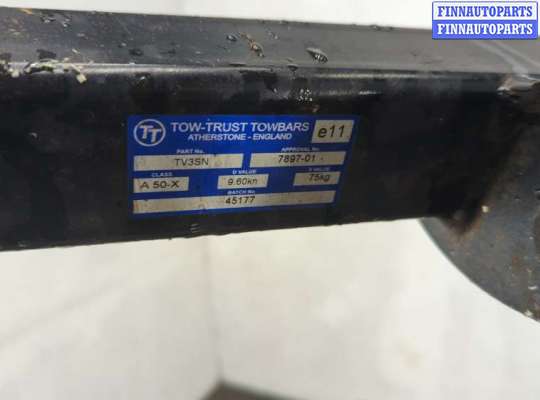 FINNAUTOPARTS
FINNAUTOPARTS
FINNAUTOPARTS
TT TOW-TRUST TOWBARS e11
ATHERSTONE - ENGLAND
PART No. APPROVAL No.
TV3SN 7897-01
CLASS D VALUE S VALUE
A 50-X 9.60kn 75kg
BATCH No.
45177